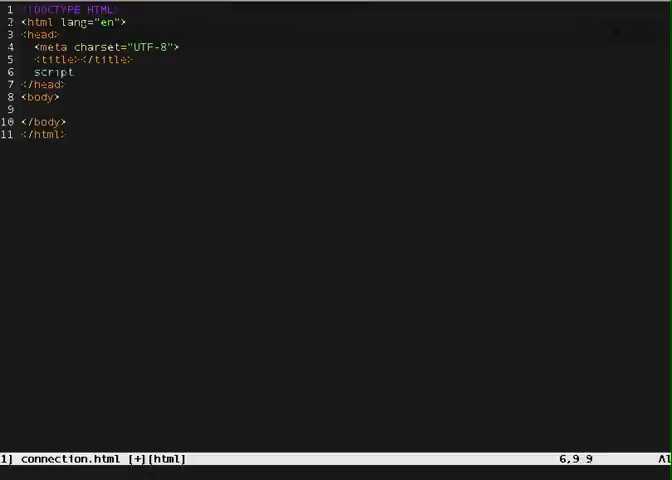 1 <!DOCTYPE HTML>
2 <html lang="en">
3 <head>
4 <meta charset="UTF-8">
5 <title></title>
6 script
7 </head>
8 <body>
9
10 </body>
11 </html>
1] connection.html [+][html] 6,9 9 Al